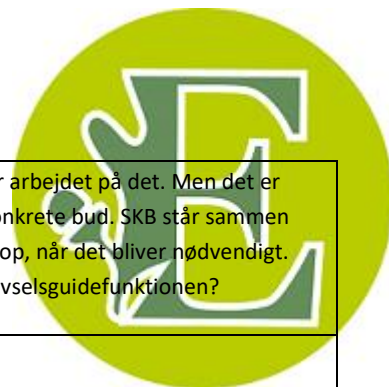 E
r arbejdet på det. Men det er
onkrete bud. SKB står sammen
op, når det bliver nødvendigt.
vselsguidefunktionen?